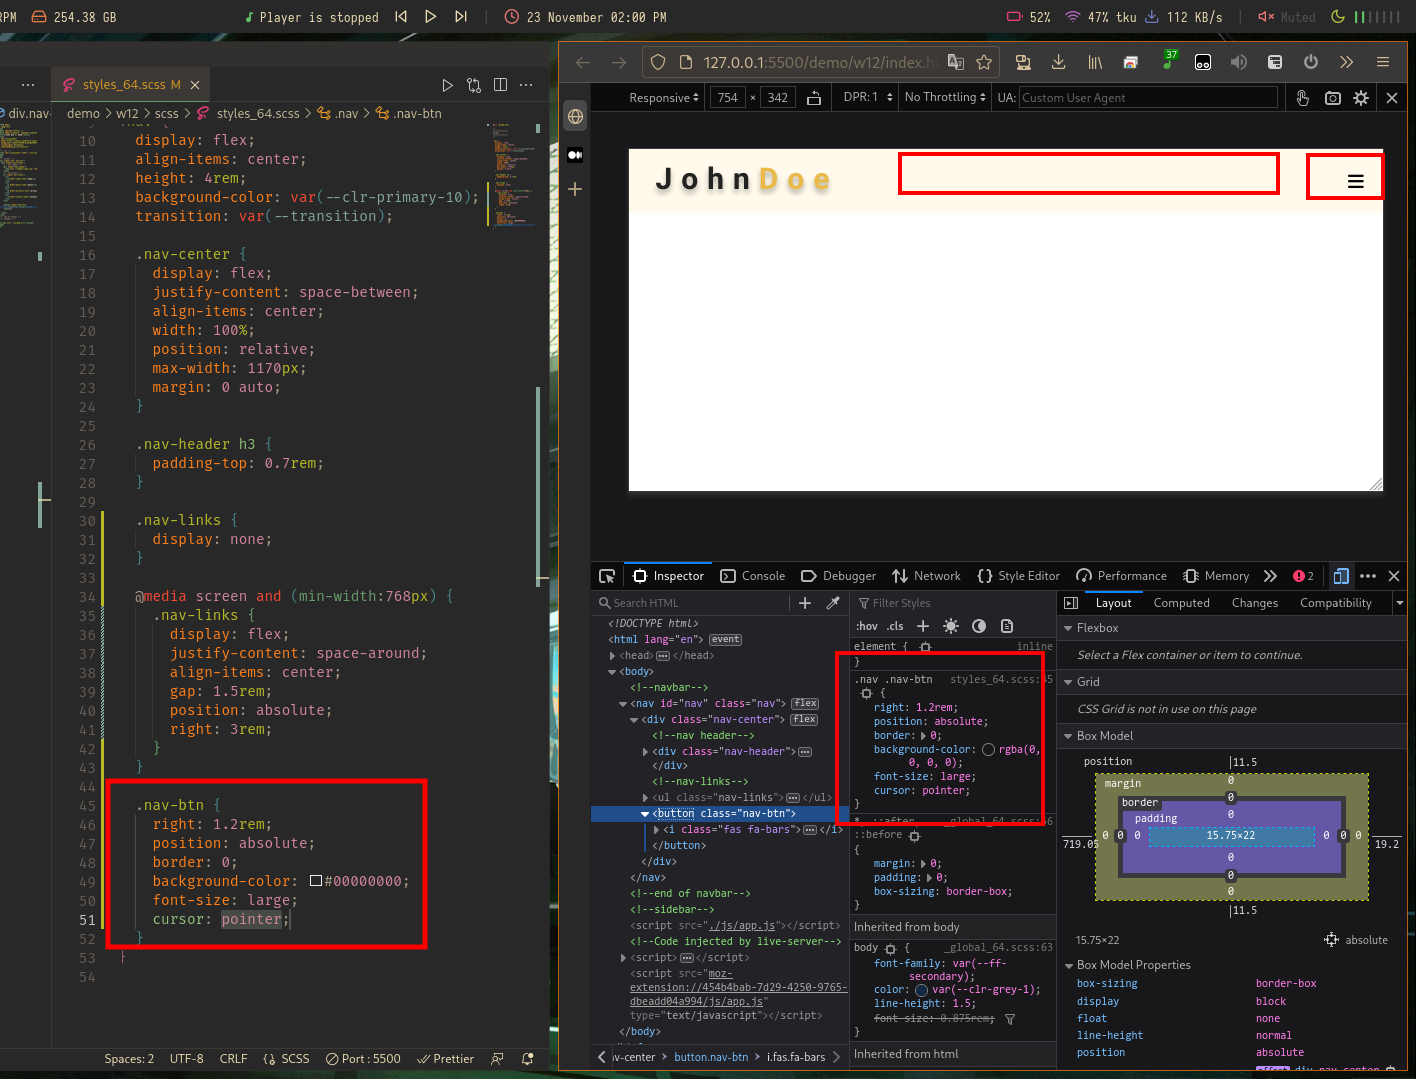 RPM 254.38 GB Player is stopped 23 November 02:00 PM 52% 47% tku 112 KB/s Muted
styles_64.scss M
div.nav- demo > w12 > scss > styles_64.scss > .nav > .nav-btn
10 display: flex;
11 align-items: center;
12 height: 4rem;
13 background-color: var(--clr-primary-10);
14 transition: var(--transition);
15
16 .nav-center {
17 display: flex;
18 justify-content: space-between;
19 align-items: center;
20 width: 100%;
21 position: relative;
22 max-width: 1170px;
23 margin: 0 auto;
24 }
25
26 .nav-header h3 {
27 padding-top: 0.7rem;
28 }
29
30 .nav-links {
31 display: none;
32 }
33
34 @media screen and (min-width:768px) {
35 .nav-links {
36 display: flex;
37 justify-content: space-around;
38 align-items: center;
39 gap: 1.5rem;
40 position: absolute;
41 right: 3rem;
42 }
43 }
44
45 .nav-btn {
46 right: 1.2rem;
47 position: absolute;
48 border: 0;
49 background-color: #00000000;
50 font-size: large;
51 cursor: pointer;
52 }
53 }
54
Spaces: 2 UTF-8 CRLF SCSS Port : 5500 Prettier
127.0.0.1:5500/demo/w12/index.h
37
Responsive 754 × 342 DPR: 1 No Throttling UA: Custom User Agent
JohnDoe
Inspector Console Debugger Network Style Editor Performance Memory 2
Search HTML
<!DOCTYPE html>
<html lang="en"> event
<head> </head>
<body>
<!--navbar-->
<nav id="nav" class="nav"> flex
<div class="nav-center"> flex
<!--nav header-->
<div class="nav-header">
</div>
<!--nav-links-->
<ul class="nav-links"> </ul>
<button class="nav-btn">
<i class="fas fa-bars"> </i>
</button>
</div>
</nav>
<!--end of navbar-->
<!--sidebar-->
<script src="./js/app.js"></script>
<!--Code injected by live-server-->
<script> </script>
<script src="moz-
extension://454b4bab-7d29-4250-9765-
dbeadd04a994/js/app.js"
type="text/javascript"></script>
</body>
v-center > button.nav-btn > i.fas.fa-bars
Filter Styles
:hov .cls
element { inline
}
.nav .nav-btn styles_64.scss:45
{
right: 1.2rem;
position: absolute;
border: 0;
background-color: rgba(0,
0, 0, 0);
font-size: large;
cursor: pointer;
}
*, ::after, _global_64.scss:56
::before
{
margin: 0;
padding: 0;
box-sizing: border-box;
}
Inherited from body
body { _global_64.scss:63
font-family: var(--ff-
secondary);
color: var(--clr-grey-1);
line-height: 1.5;
font-size: 0.875rem;
}
Inherited from html
Layout Computed Changes Compatibility
Flexbox
Select a Flex container or item to continue.
Grid
CSS Grid is not in use on this page
Box Model
position 11.5
margin 0
border 0
padding 0
719.05 0 0 0 15.75×22 0 0 0 19.2
0
0
0
11.5
15.75×22 absolute
Box Model Properties
box-sizing border-box
display block
float none
line-height normal
position absolute
offset div.nav-center